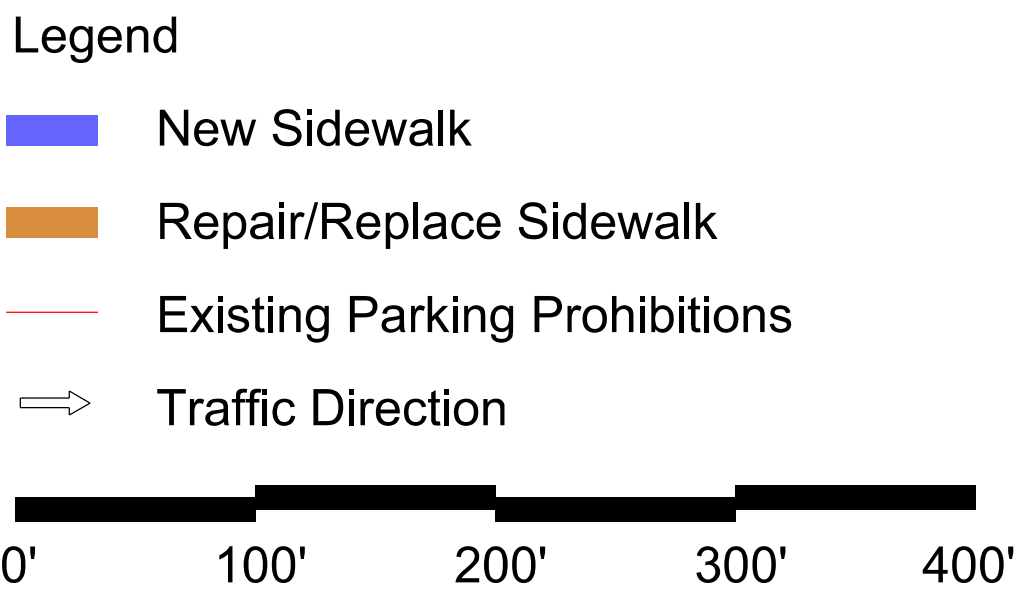 Legend
New Sidewalk
Repair/Replace Sidewalk
Existing Parking Prohibitions
Traffic Direction
0' 100' 200' 300' 400'